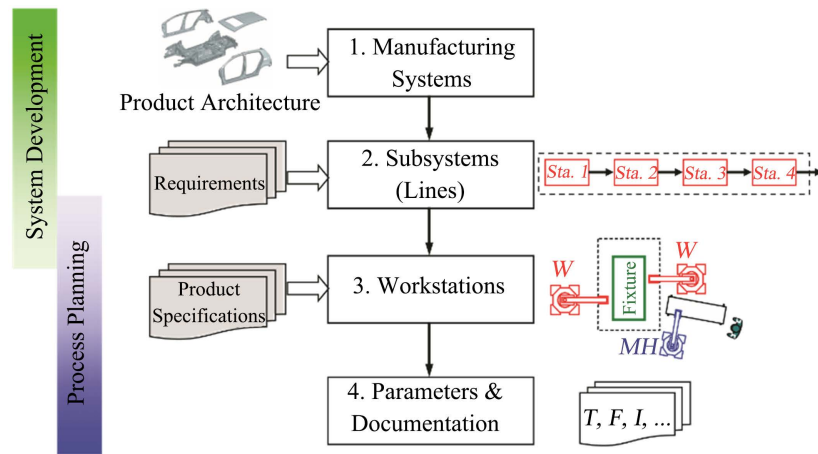 System Development
Process Planning
Product Architecture
1. Manufacturing
Systems
Requirements
2. Subsystems
(Lines)
Sta. 1
Sta. 2
Sta. 3
Sta. 4
Product
Specifications
3. Workstations
W
Fixture
W
MH
4. Parameters &
Documentation
T, F, I, ...